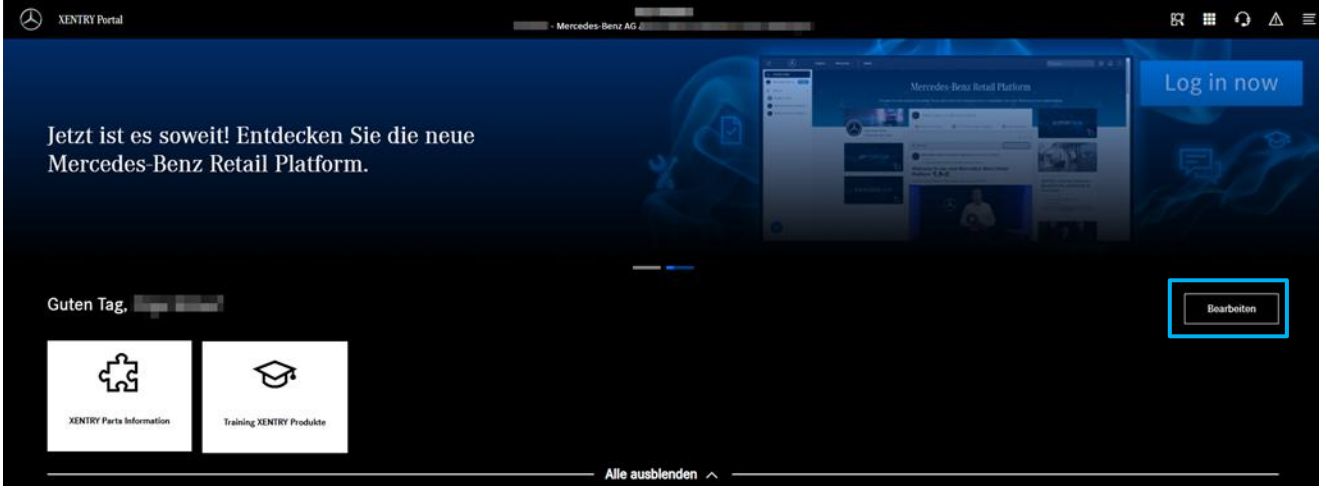 XENTRY Portal
- Mercedes-Benz AG
Mercedes-Benz Retail Platform
Log in now
Jetzt ist es soweit! Entdecken Sie die neue
Mercedes-Benz Retail Platform.
Guten Tag,
Bearbeiten
XENTRY Parts Information
Training XENTRY Produkte
Alle ausblenden